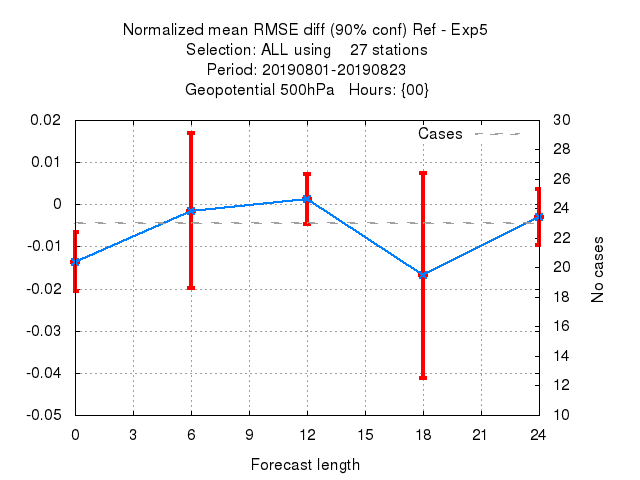 Normalized mean RMSE diff (90% conf) Ref - Exp5
Selection: ALL using    27 stations
Period: 20190801-20190823
Geopotential 500hPa   Hours: {00}
Cases
0.02
0.01
0
-0.01
-0.02
-0.03
-0.04
-0.05
30
28
26
24
23
22
20
18
16
14
12
10
No cases
0 3 6 9 12 15 18 21 24
Forecast length